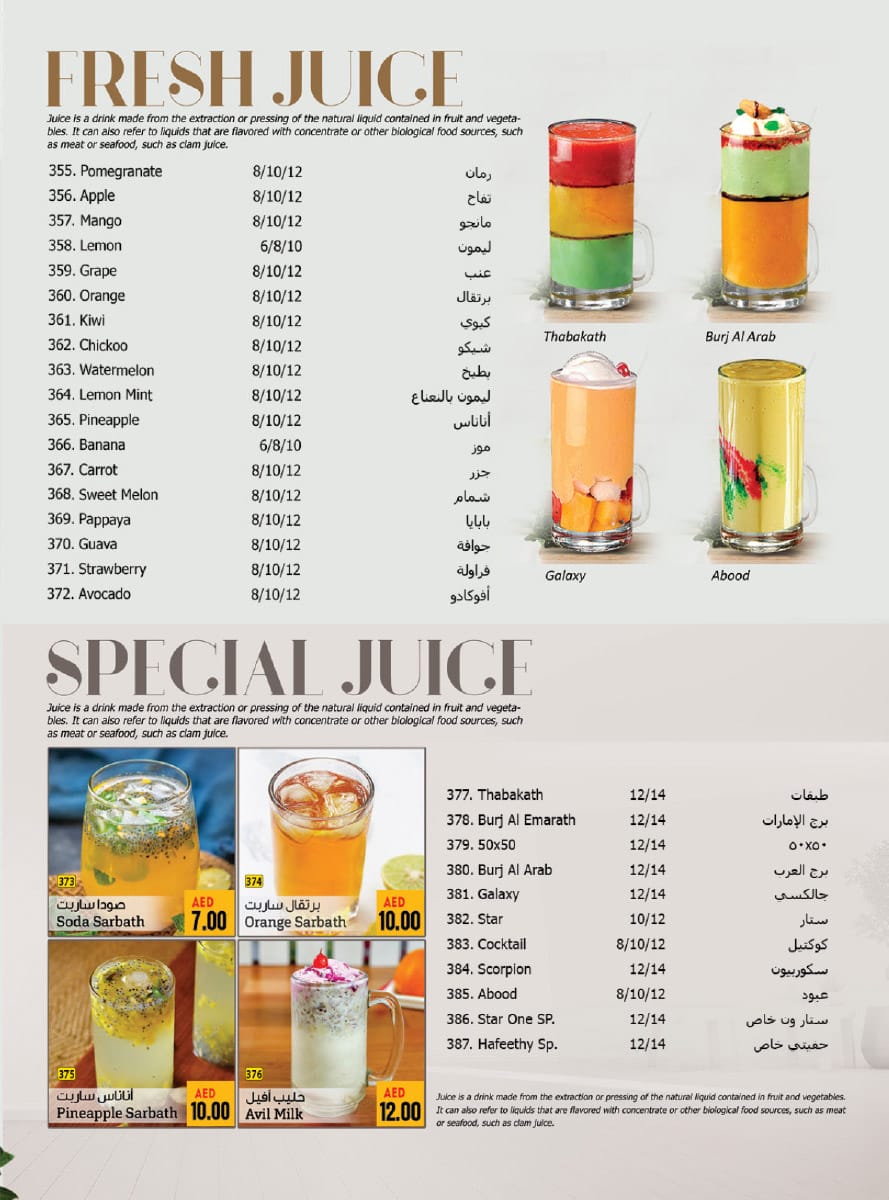 FRESH JUICE
Juice is a drink made from the extraction or pressing of the natural liquid contained in fruit and vegeta-
bles. It can also refer to liquids that are flavored with concentrate or other biological food sources, such
as meat or seafood, such as clam juice.
355. Pomegranate 8/10/12 رمان
356. Apple 8/10/12 تفاح
357. Mango 8/10/12 مانجو
358. Lemon 6/8/10 ليمون
359. Grape 8/10/12 عنب
360. Orange 8/10/12 برتقال
361. Kiwi 8/10/12 كيوي
362. Chickoo 8/10/12 شيكو
363. Watermelon 8/10/12 بطيخ
364. Lemon Mint 8/10/12 ليمون بالنعناع
365. Pineapple 8/10/12 أناناس
366. Banana 6/8/10 موز
367. Carrot 8/10/12 جزر
368. Sweet Melon 8/10/12 شمام
369. Pappaya 8/10/12 بابايا
370. Guava 8/10/12 جوافة
371. Strawberry 8/10/12 فراولة
372. Avocado 8/10/12 أفوكادو
Thabakath
Burj Al Arab
Galaxy
Abood
SPECIAL JUICE
Juice is a drink made from the extraction or pressing of the natural liquid contained in fruit and vegeta-
bles. It can also refer to liquids that are flavored with concentrate or other biological food sources, such
as meat or seafood, such as clam juice.
373
صودا ساربت
Soda Sarbath
AED
7.00
374
برتقال ساربت
Orange Sarbath
AED
10.00
375
أناناس ساربت
Pineapple Sarbath
AED
10.00
376
حليب أفيل
Avil Milk
AED
12.00
377. Thabakath 12/14 طبقات
378. Burj Al Emarath 12/14 برج الإمارات
379. 50x50 12/14 ٥٠x٥٠
380. Burj Al Arab 12/14 برج العرب
381. Galaxy 12/14 جالكسي
382. Star 10/12 ستار
383. Cocktail 8/10/12 كوكتيل
384. Scorpion 12/14 سكوربيون
385. Abood 8/10/12 عبود
386. Star One SP. 12/14 ستار ون خاص
387. Hafeethy Sp. 12/14 حفيتي خاص
Juice is a drink made from the extraction or pressing of the natural liquid contained in fruit and vegetables.
It can also refer to liquids that are flavored with concentrate or other biological food sources, such as meat
or seafood, such as clam juice.